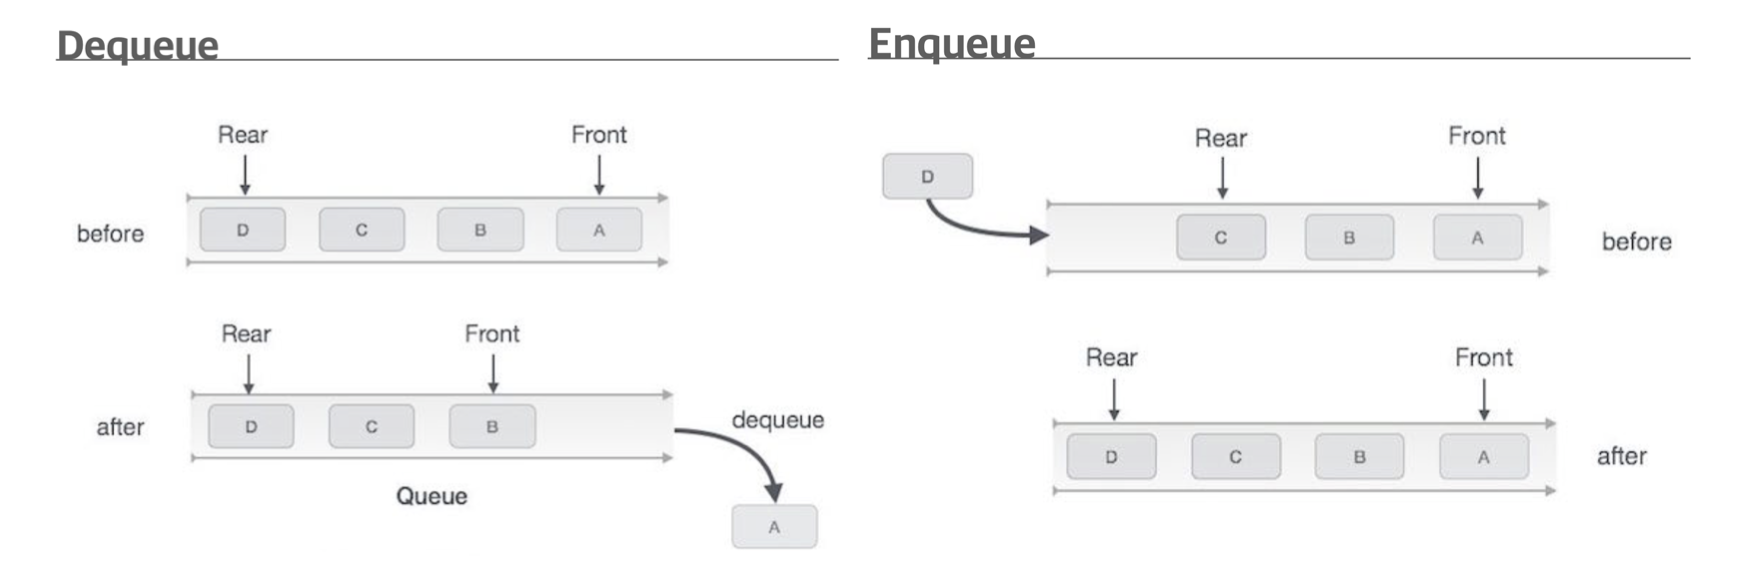 Dequeue
Rear Front
before
D C B A
Rear Front
after
D C B
dequeue
Queue
A
Enqueue
Rear Front
D
C B A
before
Rear Front
D C B A
after